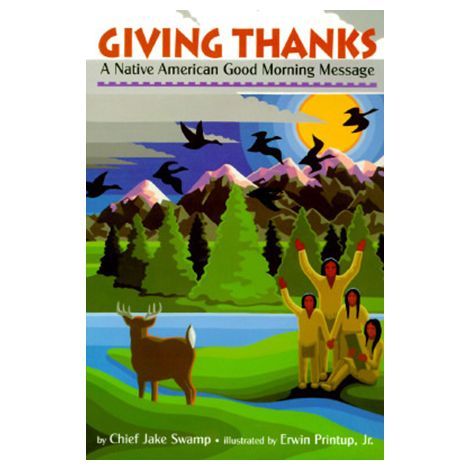 GIVING THANKS
A Native American Good Morning Message
by Chief Jake Swamp • illustrated by Erwin Printup, Jr.